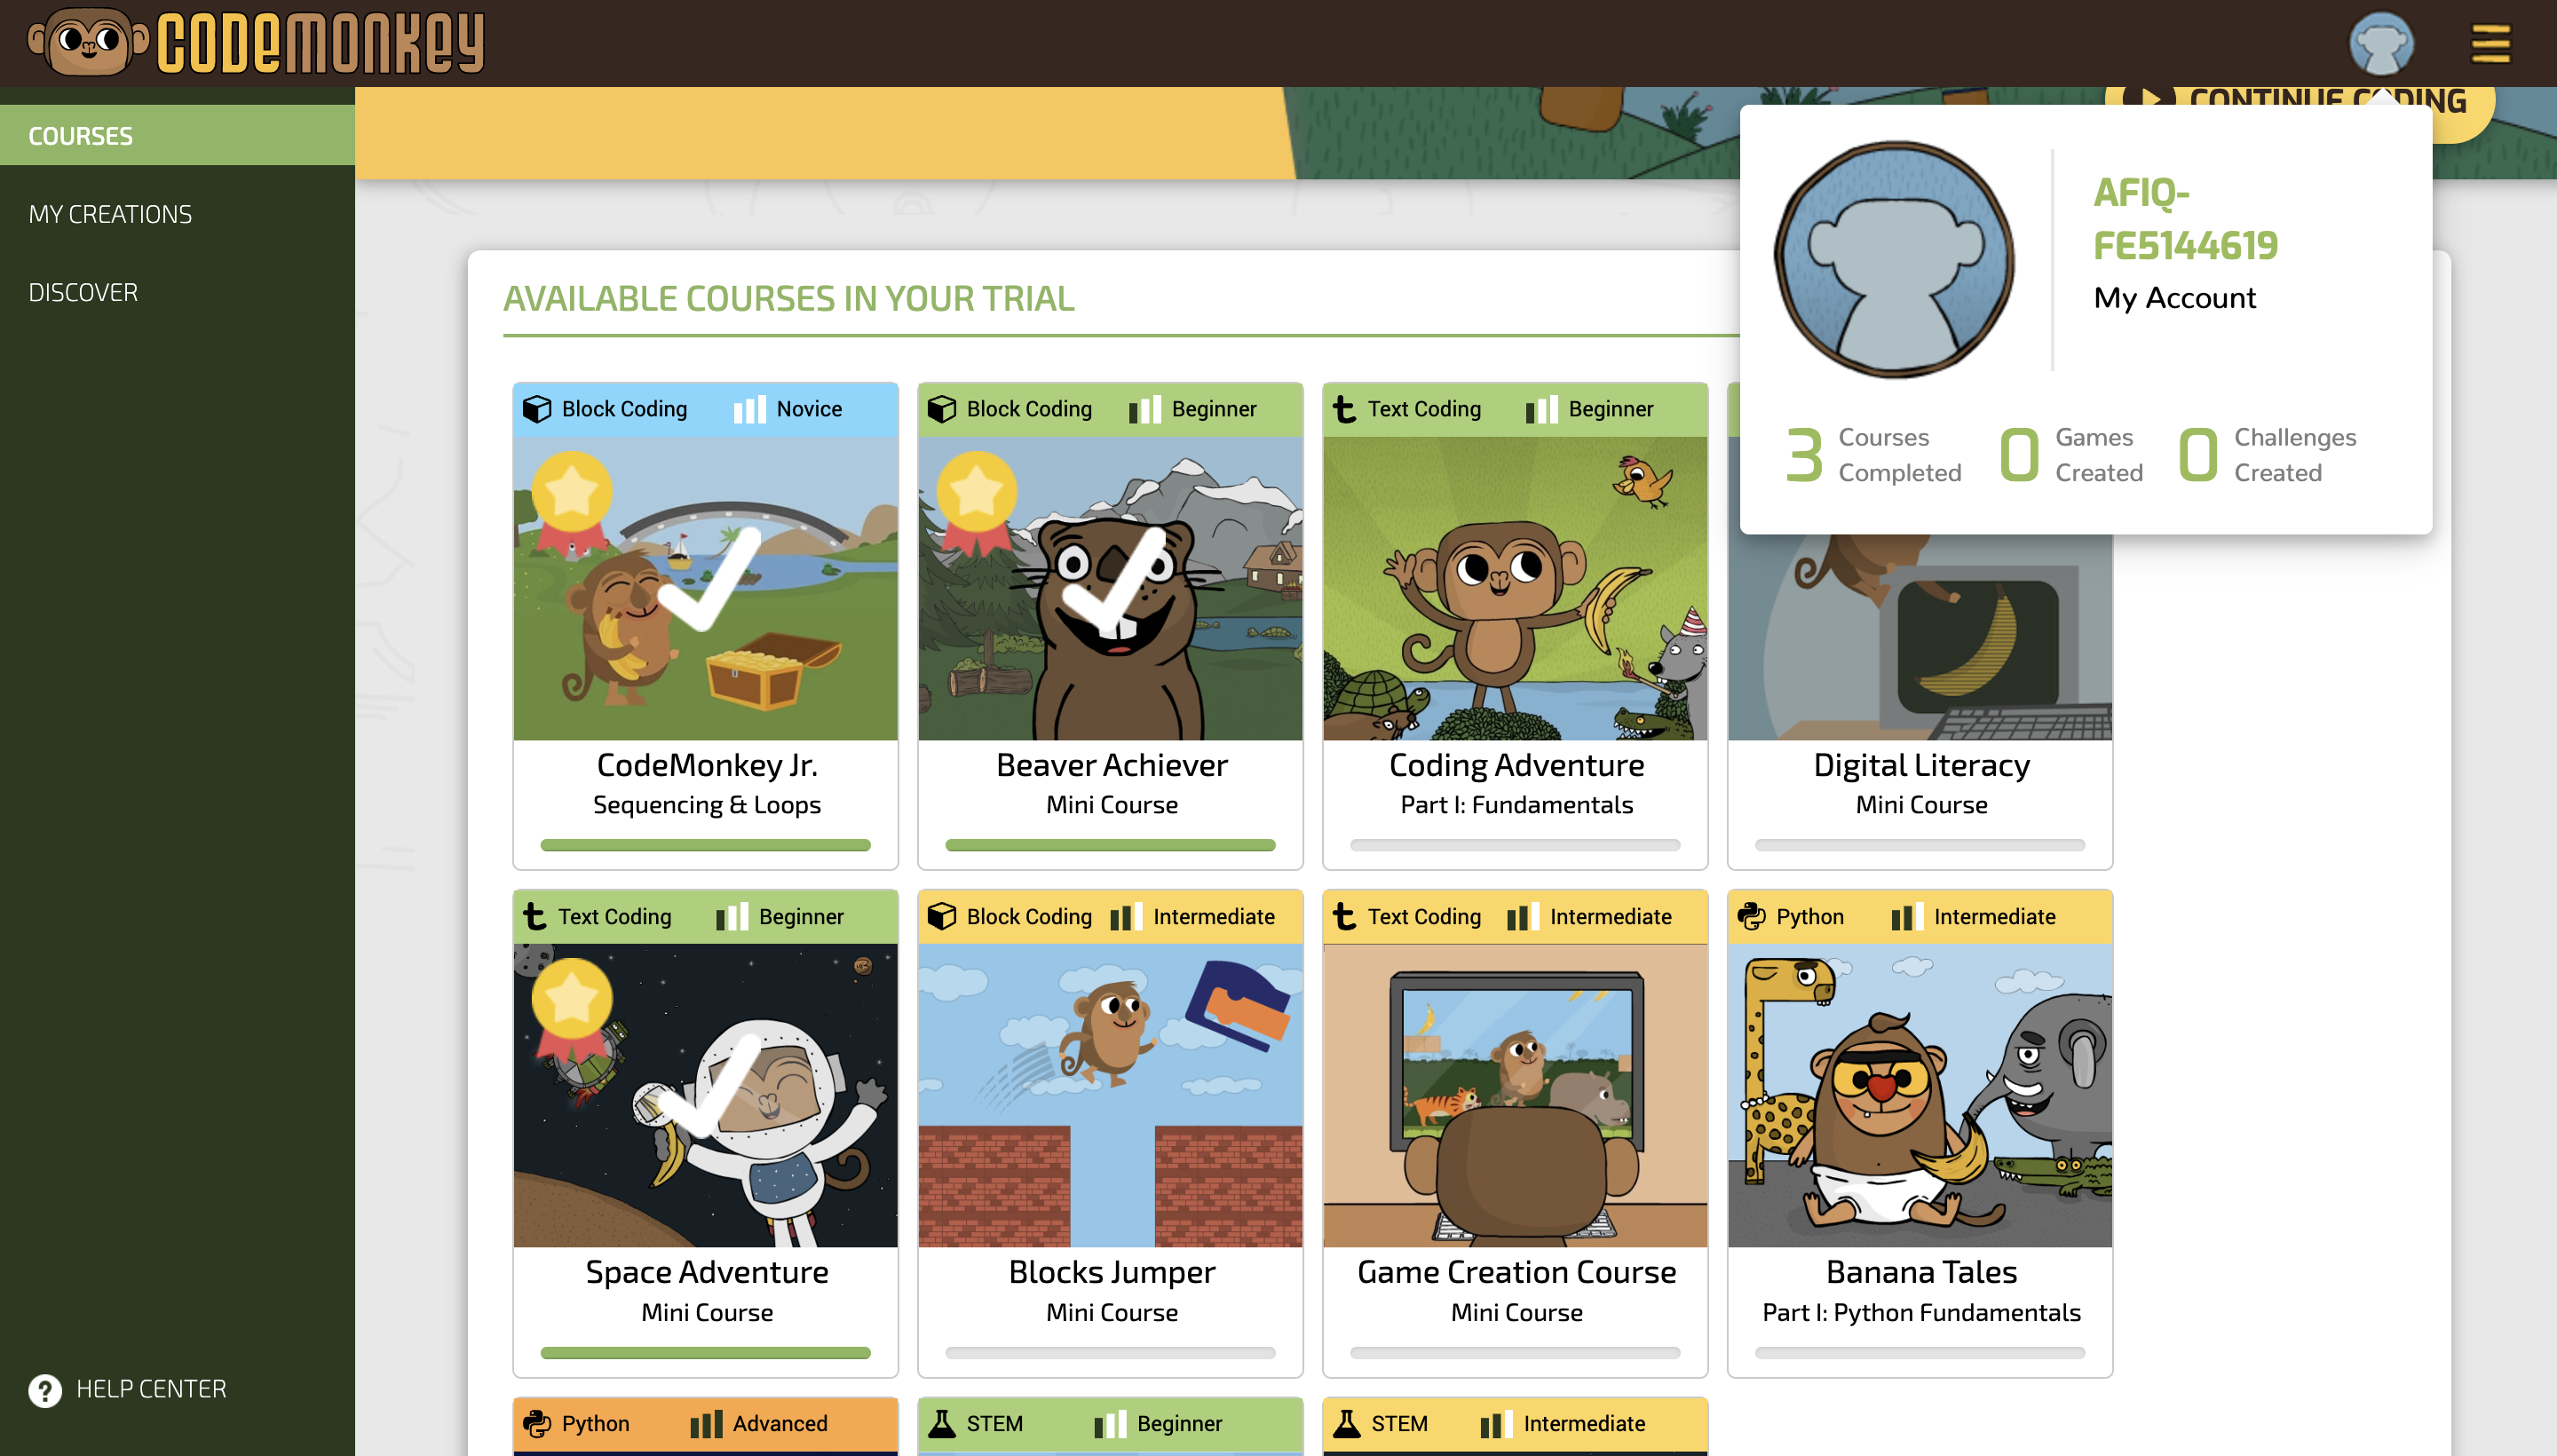 CODEMONKEY
CONTINUE CODING
COURSES
MY CREATIONS
DISCOVER
HELP CENTER
AFIQ-
FE5144619
My Account
3 Courses Completed
0 Games Created
0 Challenges Created
AVAILABLE COURSES IN YOUR TRIAL
Block Coding Novice
CodeMonkey Jr.
Sequencing & Loops
Block Coding Beginner
Beaver Achiever
Mini Course
Text Coding Beginner
Coding Adventure
Part I: Fundamentals
Digital Literacy
Mini Course
Text Coding Beginner
Space Adventure
Mini Course
Block Coding Intermediate
Blocks Jumper
Mini Course
Text Coding Intermediate
Game Creation Course
Mini Course
Python Intermediate
Banana Tales
Part I: Python Fundamentals
Python Advanced
STEM Beginner
STEM Intermediate